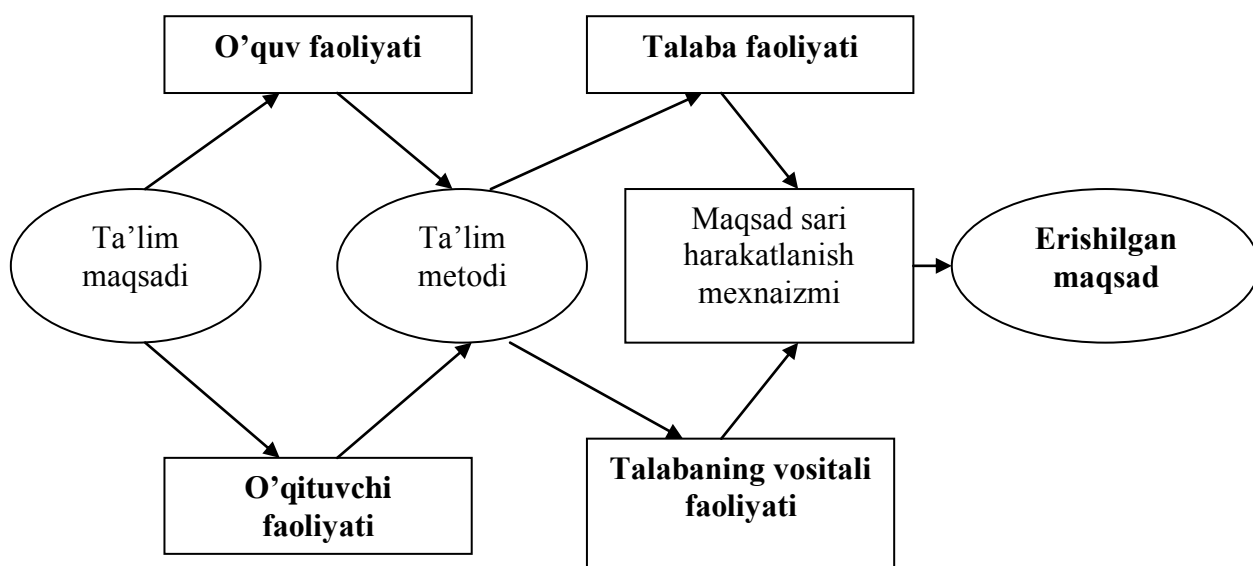 O’quv faoliyati
Talaba faoliyati
Ta’lim
maqsadi
Ta’lim
metodi
Maqsad sari
harakatlanish
mexnaizmi
Erishilgan
maqsad
O’qituvchi
faoliyati
Talabaning vositali
faoliyati